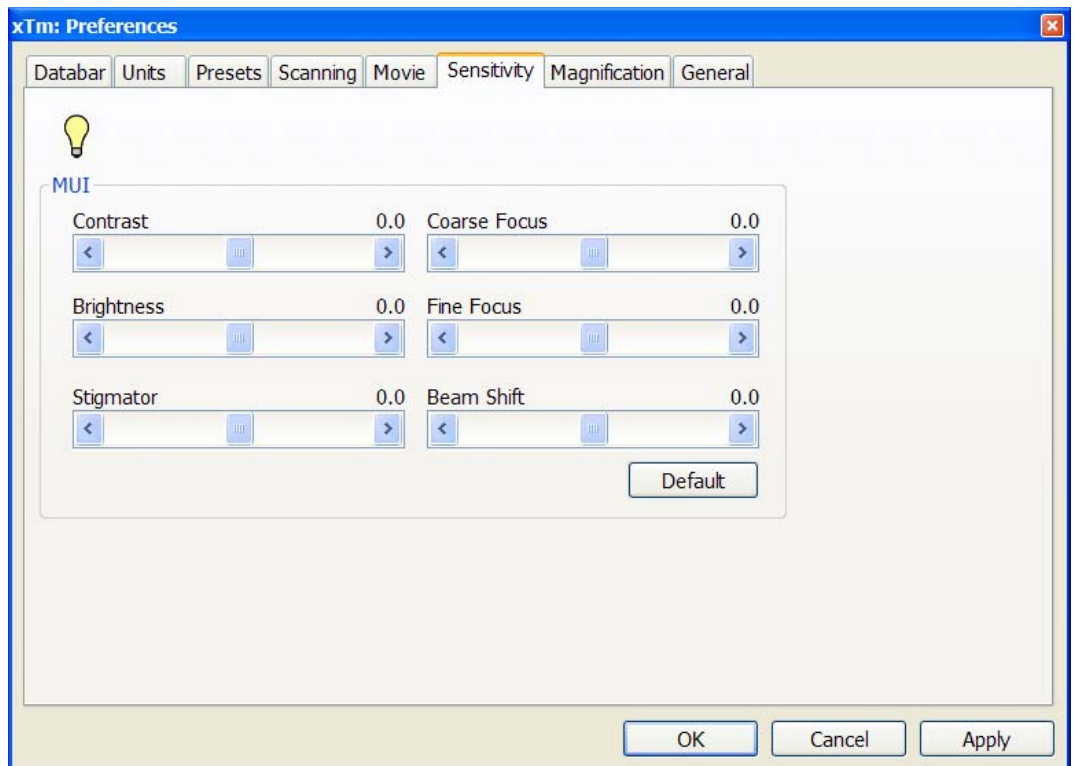 xTm: Preferences
Databar Units Presets Scanning Movie Sensitivity Magnification General
MUI
Contrast 0.0 Coarse Focus 0.0
Brightness 0.0 Fine Focus 0.0
Stigmator 0.0 Beam Shift 0.0
Default
OK Cancel Apply